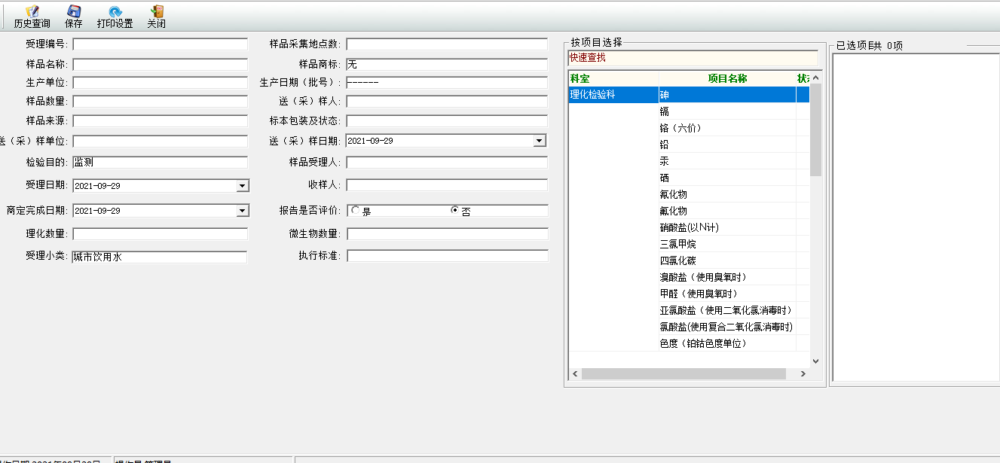 历史查询 保存 打印设置 关闭
受理编号: 样品采集地点数:
样品名称: 样品商标: 无
生产单位: 生产日期（批号）: ------
样品数量: 送（采）样人:
样品来源: 标本包装及状态:
送（采）样单位: 送（采）样日期: 2021-09-29
检验目的: 监测 样品受理人:
受理日期: 2021-09-29 收样人:
商定完成日期: 2021-09-29 报告是否评价: 是 否
理化数量: 微生物数量:
受理小类: 城市饮用水 执行标准:
按项目选择
快速查找
科室 项目名称
理化检验科 砷
镉
铬（六价）
铅
汞
硒
氰化物
氟化物
硝酸盐(以N计)
三氯甲烷
四氯化碳
溴酸盐（使用臭氧时）
甲醛（使用臭氧时）
亚氯酸盐（使用二氧化氯消毒时）
氯酸盐(使用复合二氧化氯消毒时)
色度（铂钴色度单位）
已选项目共 0项